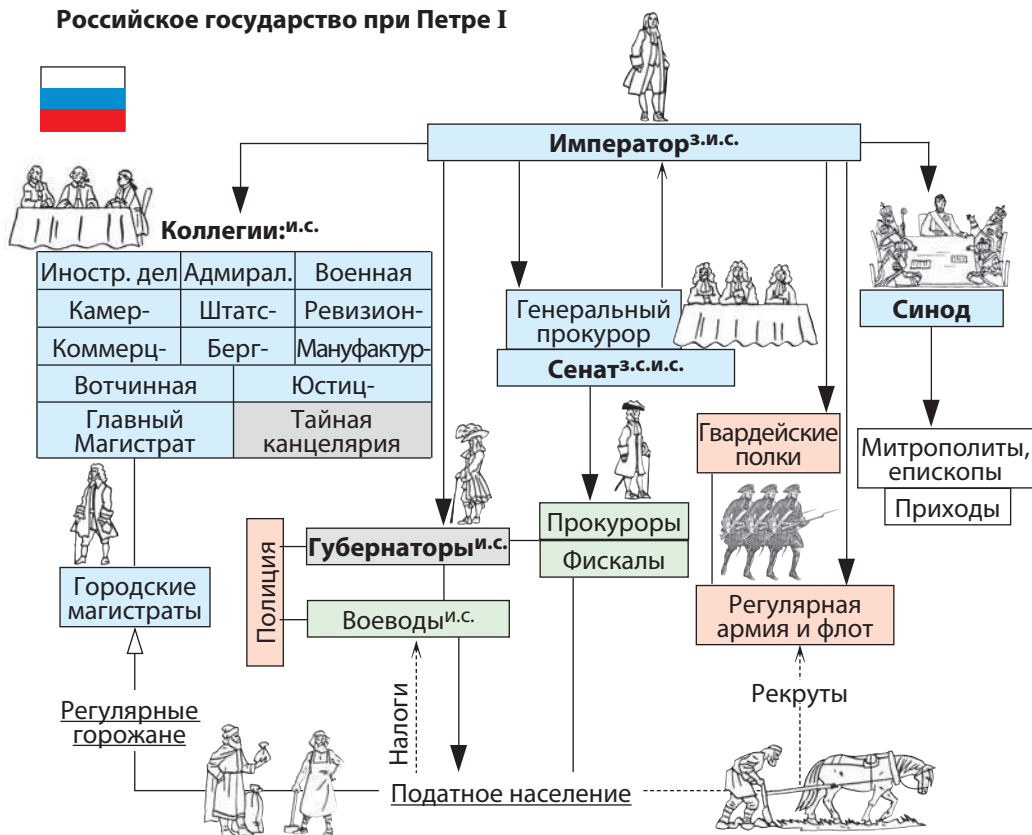 Российское государство при Петре I
Император з.и.с.
Коллегии: и.с.
Иностр. дел
Адмирал.
Военная
Камер-
Штатс-
Ревизион-
Коммерц-
Берг-
Мануфактур-
Вотчинная
Юстиц-
Главный
Магистрат
Тайная
канцелярия
Генеральный
прокурор
Сенат з.с.и.с.
Синод
Гвардейские
полки
Митрополиты,
епископы
Приходы
Прокуроры
Фискалы
Губернаторы и.с.
Полиция
Воеводы и.с.
Городские
магистраты
Регулярная
армия и флот
Регулярные
горожане
Налоги
Рекруты
Податное население